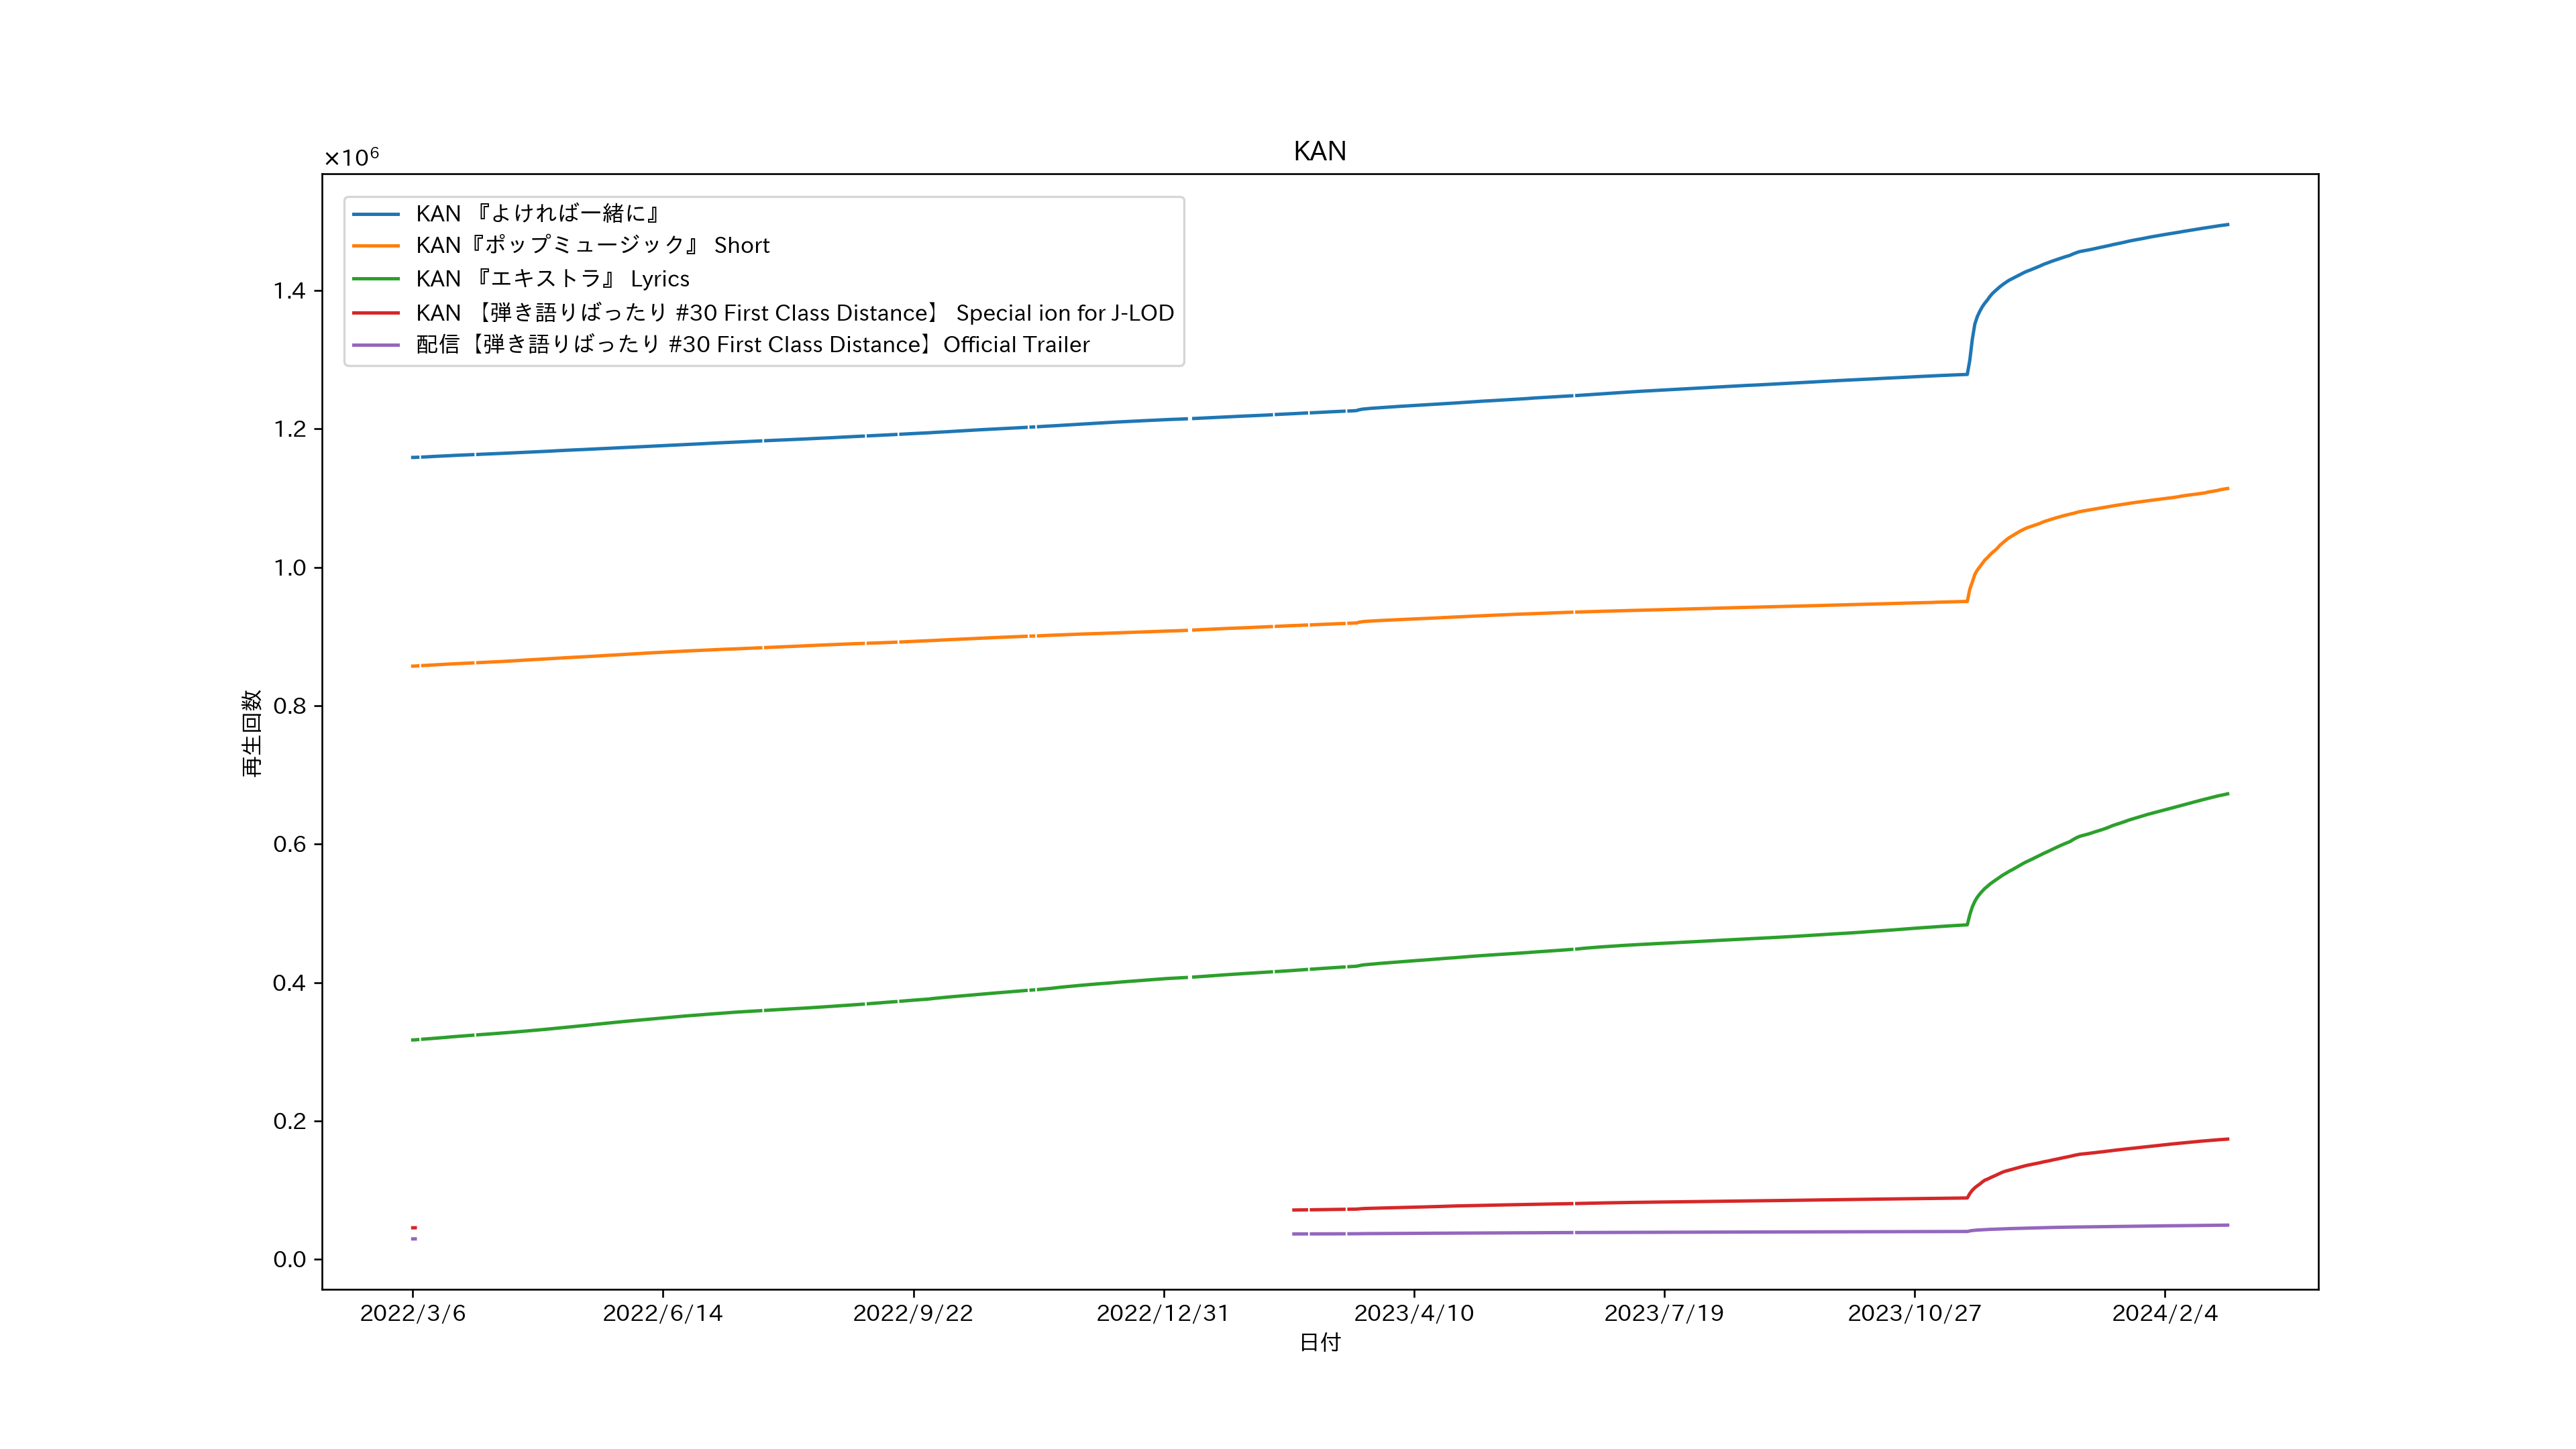 KAN
×10⁶
KAN 『よければ一緒に』
KAN『ポップミュージック』 Short
KAN 『エキストラ』 Lyrics
KAN 【弾き語りばったり #30 First Class Distance】 Special ion for J-LOD
配信【弾き語りばったり #30 First Class Distance】Official Trailer
1.4
1.2
1.0
0.8
0.6
0.4
0.2
0.0
再生回数
2022/3/6 2022/6/14 2022/9/22 2022/12/31 2023/4/10 2023/7/19 2023/10/27 2024/2/4
日付